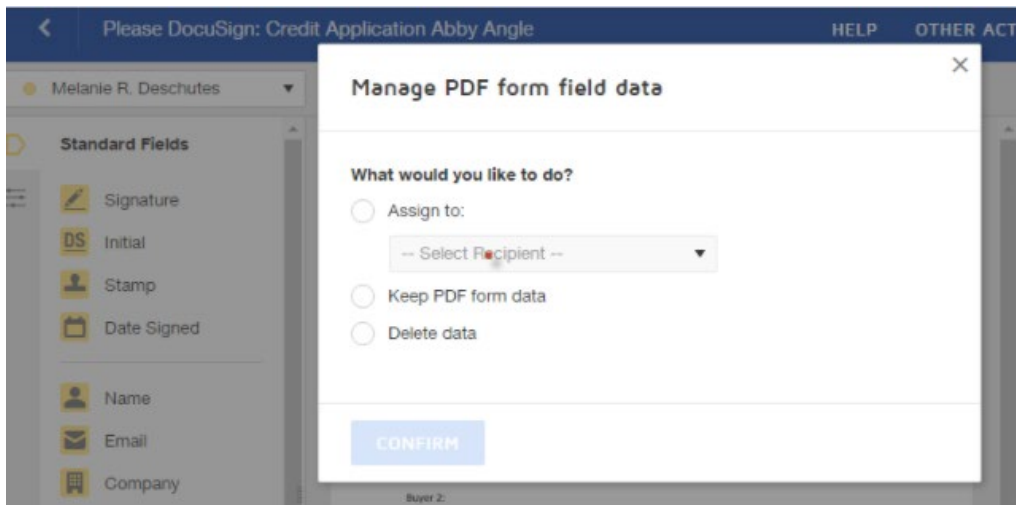 Please DocuSign: Credit Application Abby Angle
HELP OTHER ACT
Melanie R. Deschutes
Standard Fields
Signature
DS Initial
Stamp
Date Signed
Name
Email
Company
Manage PDF form field data
What would you like to do?
Assign to:
-- Select Recipient --
Keep PDF form data
Delete data
CONFIRM
Buyer 2: